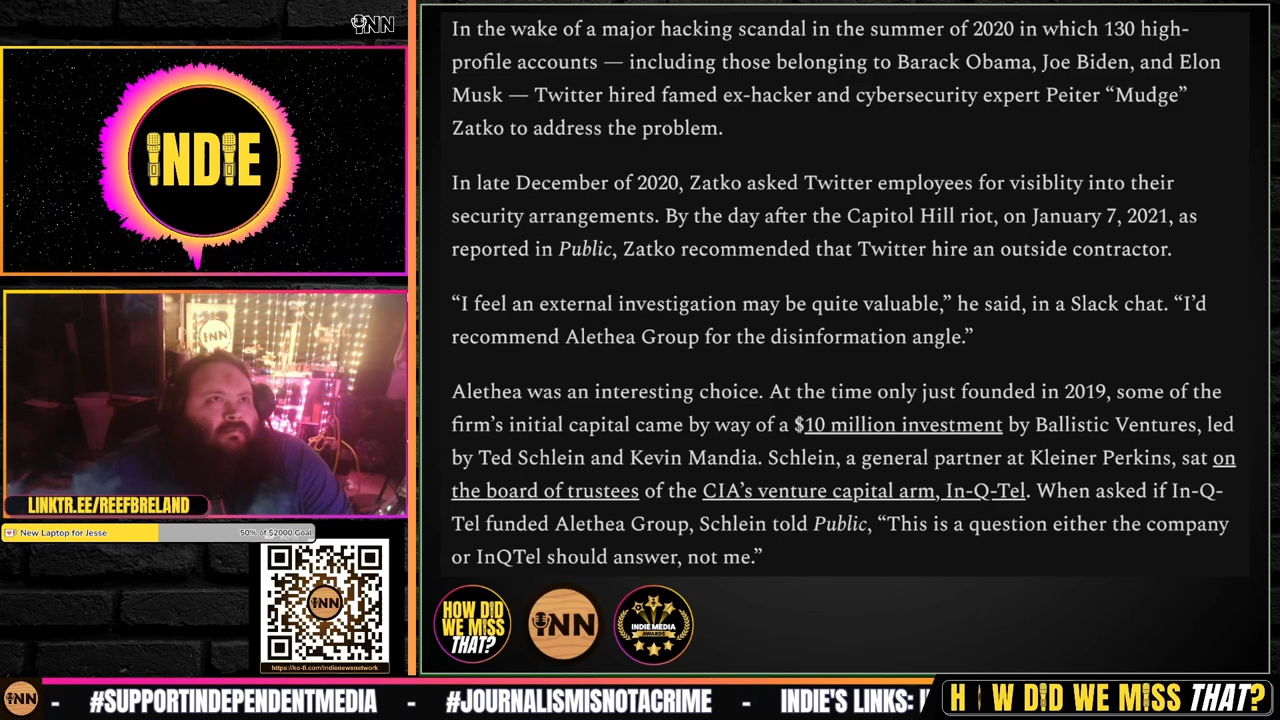 INN
INDIE
LINKTR.EE/REEFBRELAND
New Laptop for Jesse
50% of $2000 Goal
INN
INN
https://ko-fi.com/indienewsnetwork
In the wake of a major hacking scandal in the summer of 2020 in which 130 high-
profile accounts — including those belonging to Barack Obama, Joe Biden, and Elon
Musk — Twitter hired famed ex-hacker and cybersecurity expert Peiter “Mudge”
Zatko to address the problem.
In late December of 2020, Zatko asked Twitter employees for visiblity into their
security arrangements. By the day after the Capitol Hill riot, on January 7, 2021, as
reported in Public, Zatko recommended that Twitter hire an outside contractor.
“I feel an external investigation may be quite valuable,” he said, in a Slack chat. “I’d
recommend Alethea Group for the disinformation angle.”
Alethea was an interesting choice. At the time only just founded in 2019, some of the
firm’s initial capital came by way of a $10 million investment by Ballistic Ventures, led
by Ted Schlein and Kevin Mandia. Schlein, a general partner at Kleiner Perkins, sat on
the board of trustees of the CIA’s venture capital arm, In-Q-Tel. When asked if In-Q-
Tel funded Alethea Group, Schlein told Public, “This is a question either the company
or InQTel should answer, not me.”
HOW DID
WE MISS
THAT?
INN
INDIE MEDIA
AWARDS
INN - #SUPPORTINDEPENDENTMEDIA - #JOURNALISMISNOTACRIME - INDIE'S LINKS:
HOW DID WE MISS THAT?